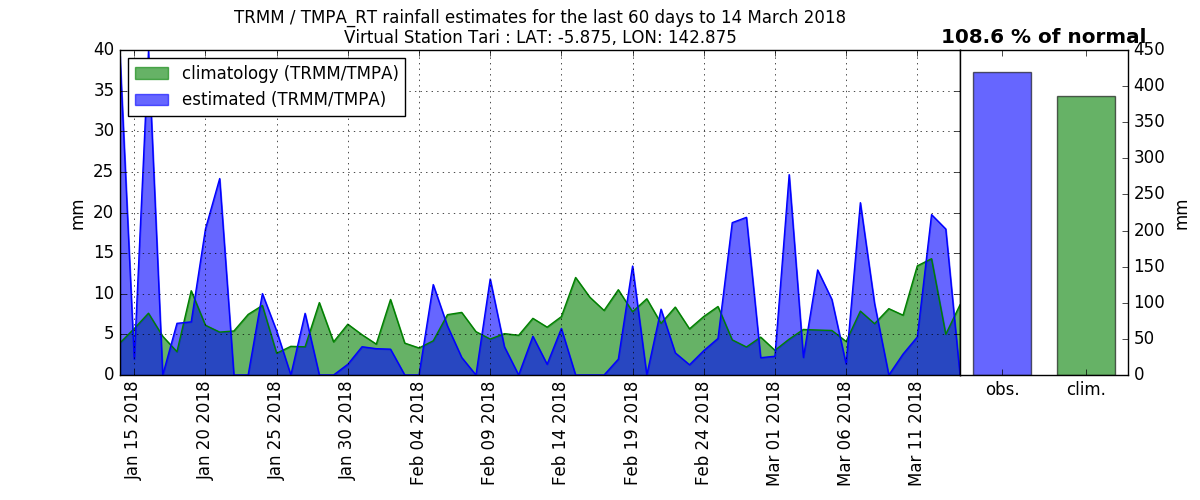 TRMM / TMPA_RT rainfall estimates for the last 60 days to 14 March 2018
Virtual Station Tari : LAT: -5.875, LON: 142.875
108.6 % of normal
climatology (TRMM/TMPA)
estimated (TRMM/TMPA)
40
35
30
25
20
15
10
5
0
mm
450
400
350
300
250
200
150
100
50
0
mm
Jan 15 2018
Jan 20 2018
Jan 25 2018
Jan 30 2018
Feb 04 2018
Feb 09 2018
Feb 14 2018
Feb 19 2018
Feb 24 2018
Mar 01 2018
Mar 06 2018
Mar 11 2018
obs.
clim.